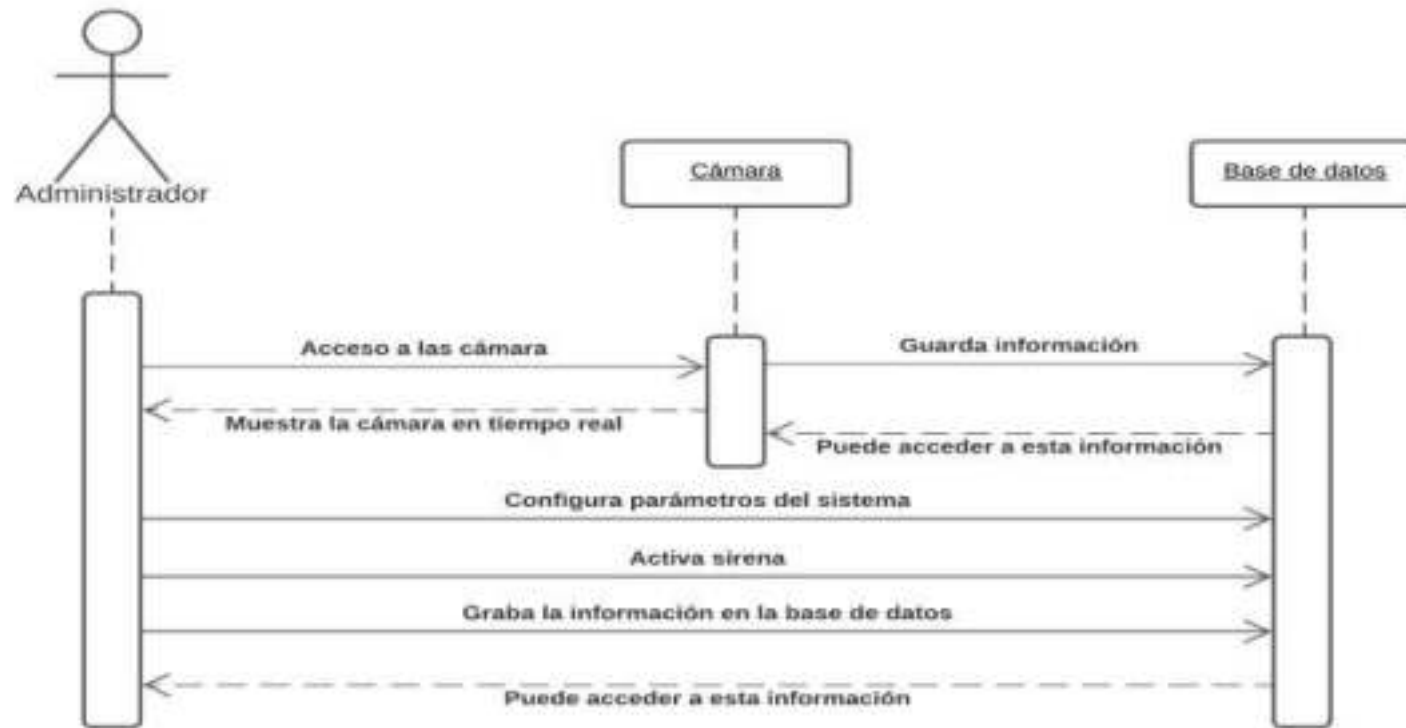 Administrador
Cámara
Base de datos
Acceso a las cámara
Guarda información
Muestra la cámara en tiempo real
Puede acceder a esta información
Configura parámetros del sistema
Activa sirena
Graba la información en la base de datos
Puede acceder a esta información